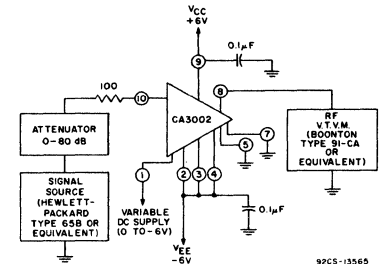 VCC
+6V
0.1µF
9
100
10
8
CA3002
7
5
ATTENUATOR
0-80 dB
RF
V.T.V.M.
(BOONTON
TYPE 91-CA
OR
EQUIVALENT)
1
2
3
4
SIGNAL
SOURCE
(HEWLETT-
PACKARD
TYPE 65B OR
EQUIVALENT)
VARIABLE
DC SUPPLY
(0 TO-6V)
0.1µF
VEE
-6V
92CS-13565